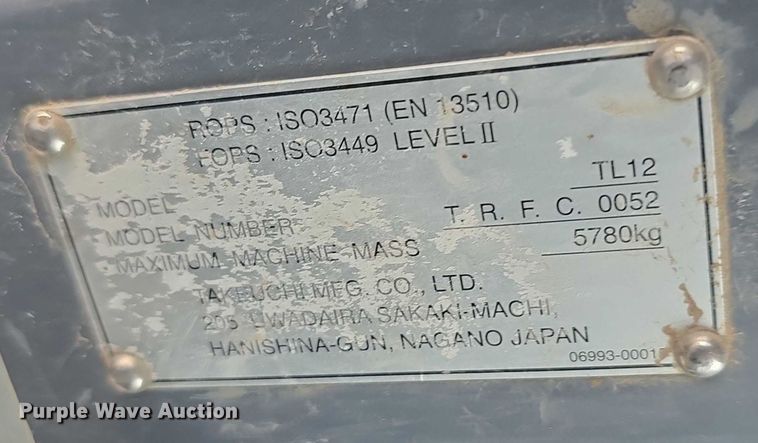 ROPS : ISO3471 (EN 13510)
FOPS : ISO3449 LEVEL II
MODEL TL12
MODEL NUMBER T. R. F. C. 0052
MAXIMUM MACHINE MASS 5780kg
TAKEUCHI MFG. CO., LTD.
205 UWADAIRA SAKAKI-MACHI,
HANISHINA-GUN, NAGANO JAPAN
06993-0001
Purple Wave Auction